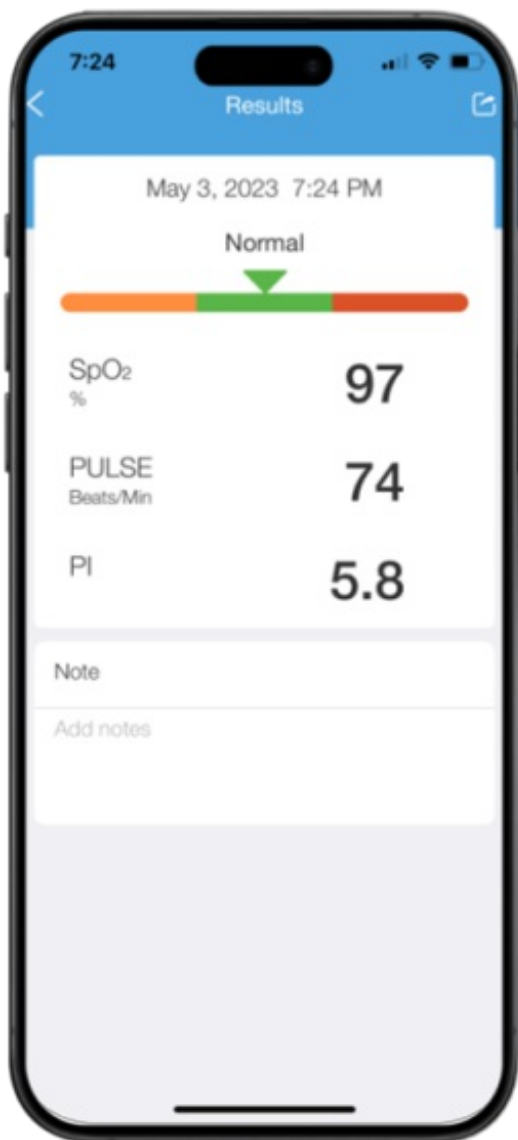 7:24
Results
May 3, 2023 7:24 PM
Normal
SpO₂ 97
%
PULSE 74
Beats/Min
PI 5.8
Note
Add notes